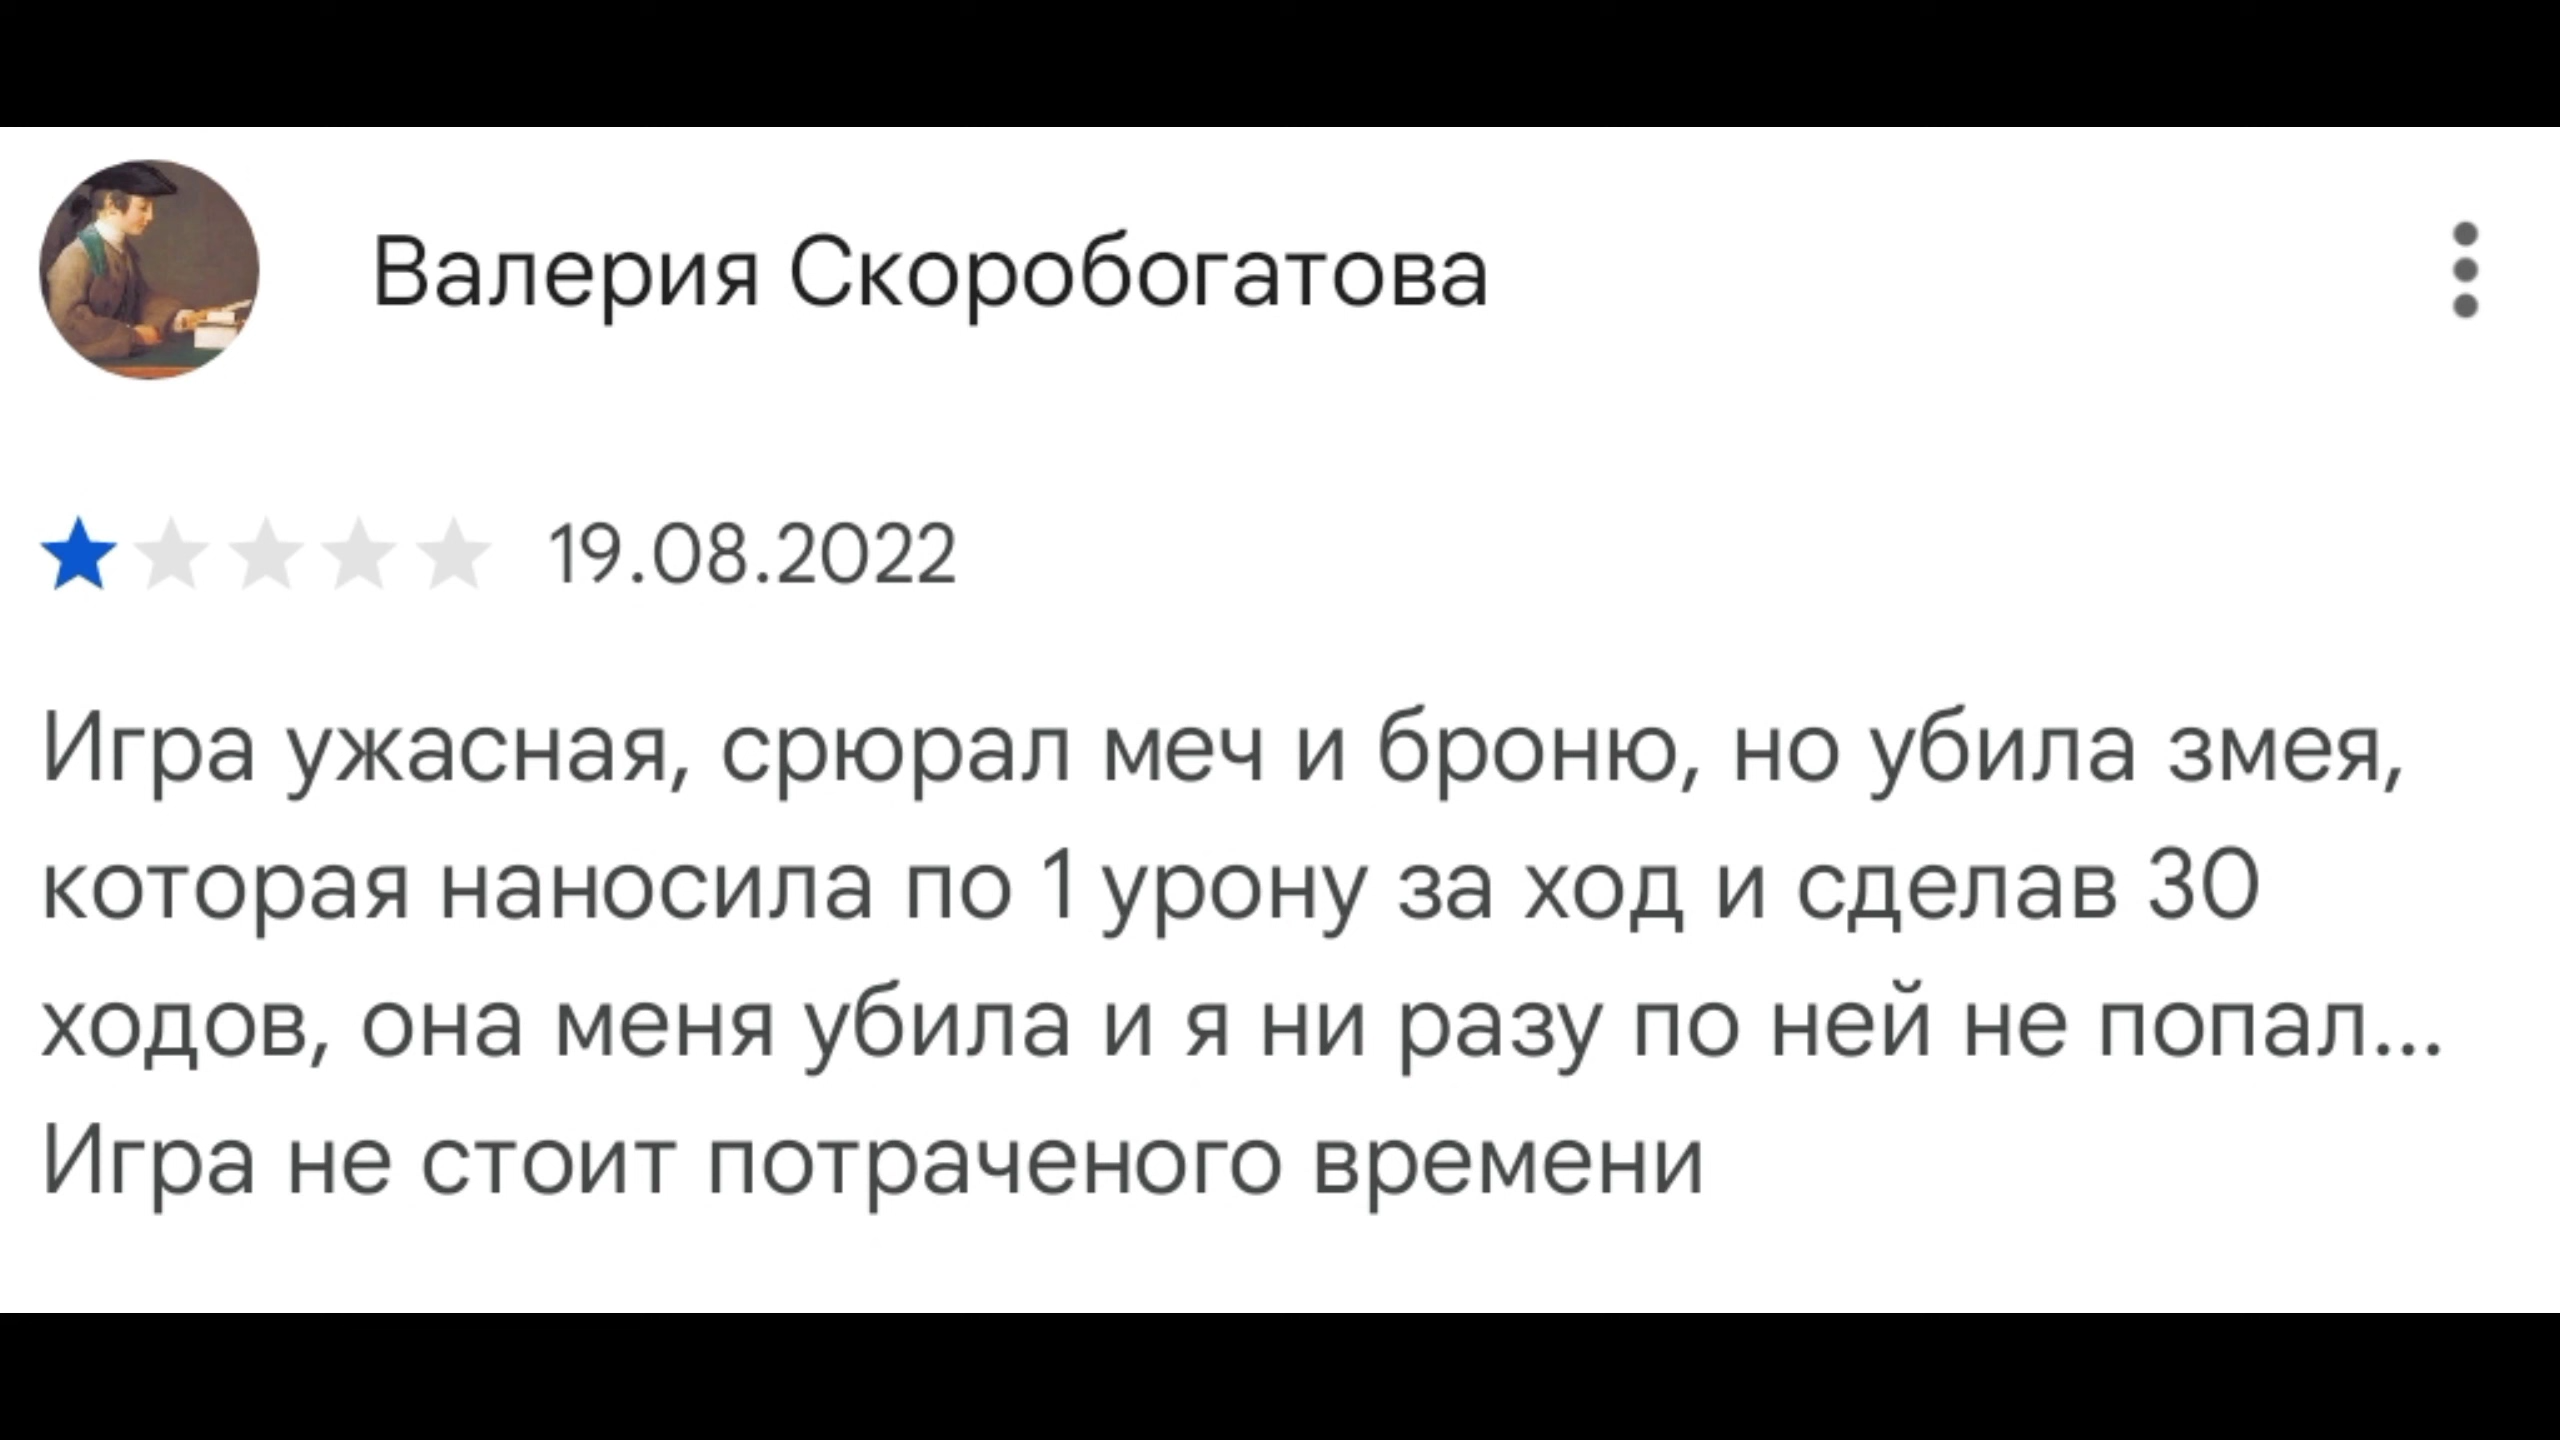 Валерия Скоробогатова
19.08.2022
Игра ужасная, срюрал меч и броню, но убила змея,
которая наносила по 1 урону за ход и сделав 30
ходов, она меня убила и я ни разу по ней не попал...
Игра не стоит потраченого времени